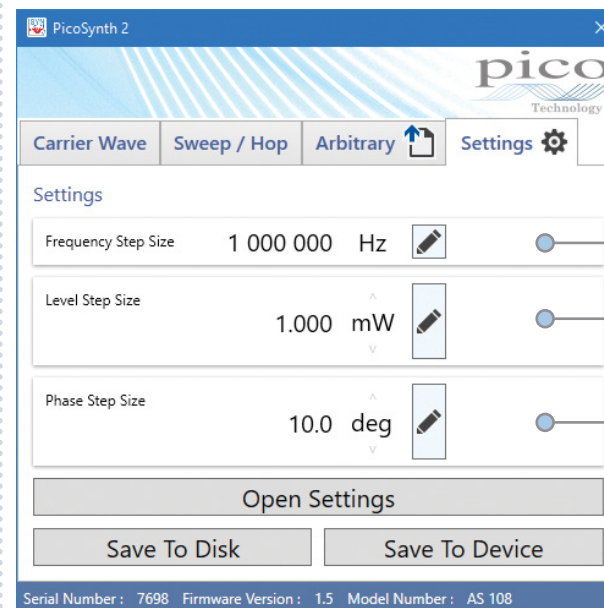 PicoSynth 2
pico
Technology
Carrier Wave Sweep / Hop Arbitrary Settings
Settings
Frequency Step Size 1 000 000 Hz
Level Step Size
1.000 mW
Phase Step Size
10.0 deg
Open Settings
Save To Disk Save To Device
Serial Number : 7698 Firmware Version : 1.5 Model Number : AS 108